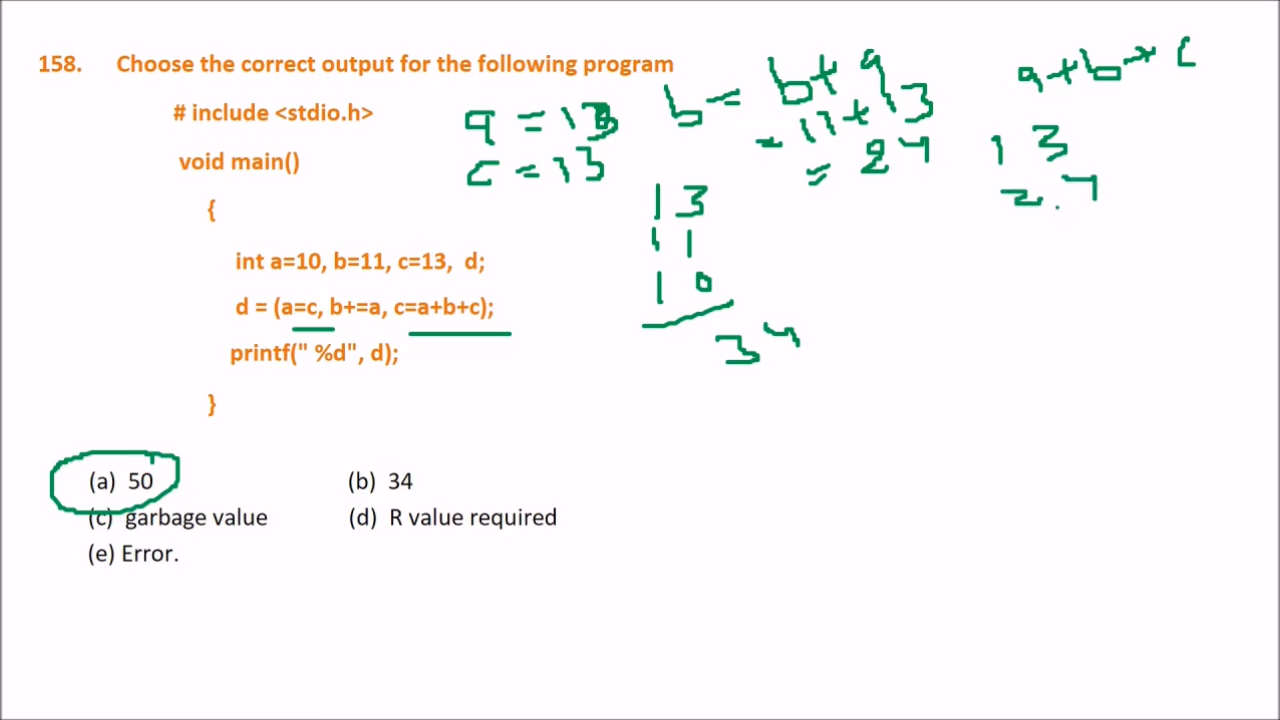 158. Choose the correct output for the following program
# include <stdio.h>
void main()
{
int a=10, b=11, c=13, d;
d = (a=c, b+=a, c=a+b+c);
printf(" %d", d);
}
(a) 50 (b) 34
(c) garbage value (d) R value required
(e) Error.
a = 13
c = 13
b = b + a
= 11 + 13
= 24
13
11
10
34
a + b + c
13
24